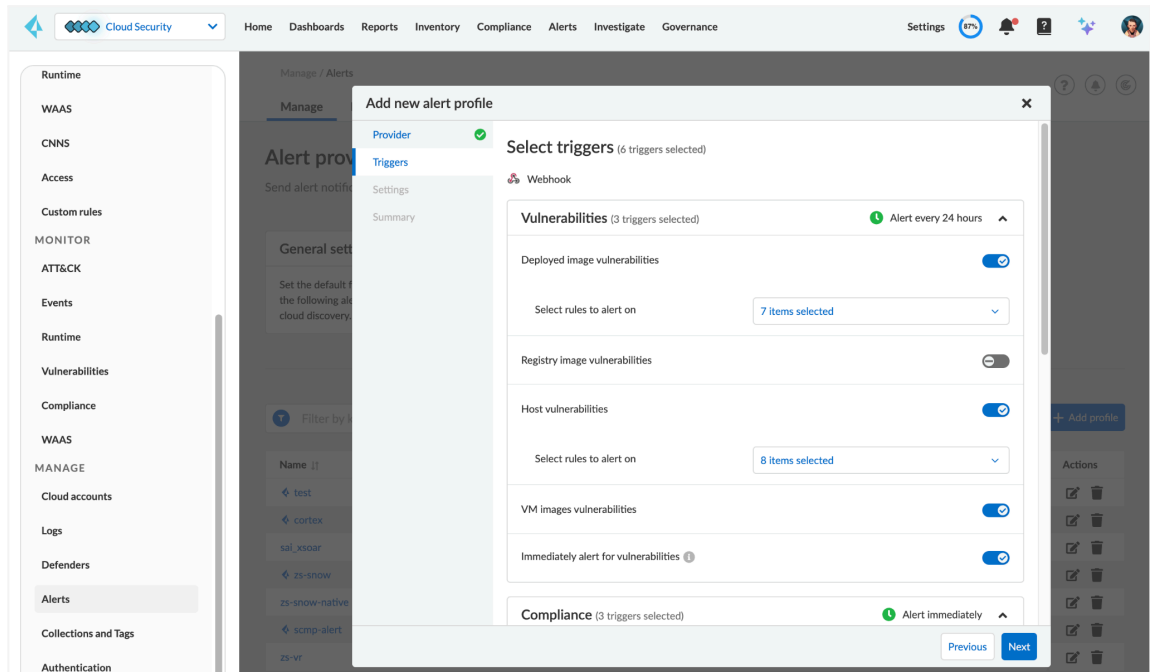 Cloud Security
Home Dashboards Reports Inventory Compliance Alerts Investigate Governance
Settings 87% ?
Runtime
WAAS
CNNS
Access
Custom rules
MONITOR
ATT&CK
Events
Runtime
Vulnerabilities
Compliance
WAAS
MANAGE
Cloud accounts
Logs
Defenders
Alerts
Collections and Tags
Authentication
Manage / Alerts
Manage
Alert prov
Send alert notific
General sett
Set the default f
the following ale
cloud discovery.
Filter by k
Add profile
Name
Actions
test
cortex
sai_xsoar
zs-snow
zs-snow-native
scmp-alert
zs-vr
Add new alert profile
Provider
Triggers
Settings
Summary
Select triggers (6 triggers selected)
Webhook
Vulnerabilities (3 triggers selected) Alert every 24 hours
Deployed image vulnerabilities
Select rules to alert on 7 items selected
Registry image vulnerabilities
Host vulnerabilities
Select rules to alert on 8 items selected
VM images vulnerabilities
Immediately alert for vulnerabilities
Compliance (3 triggers selected) Alert immediately
Previous Next